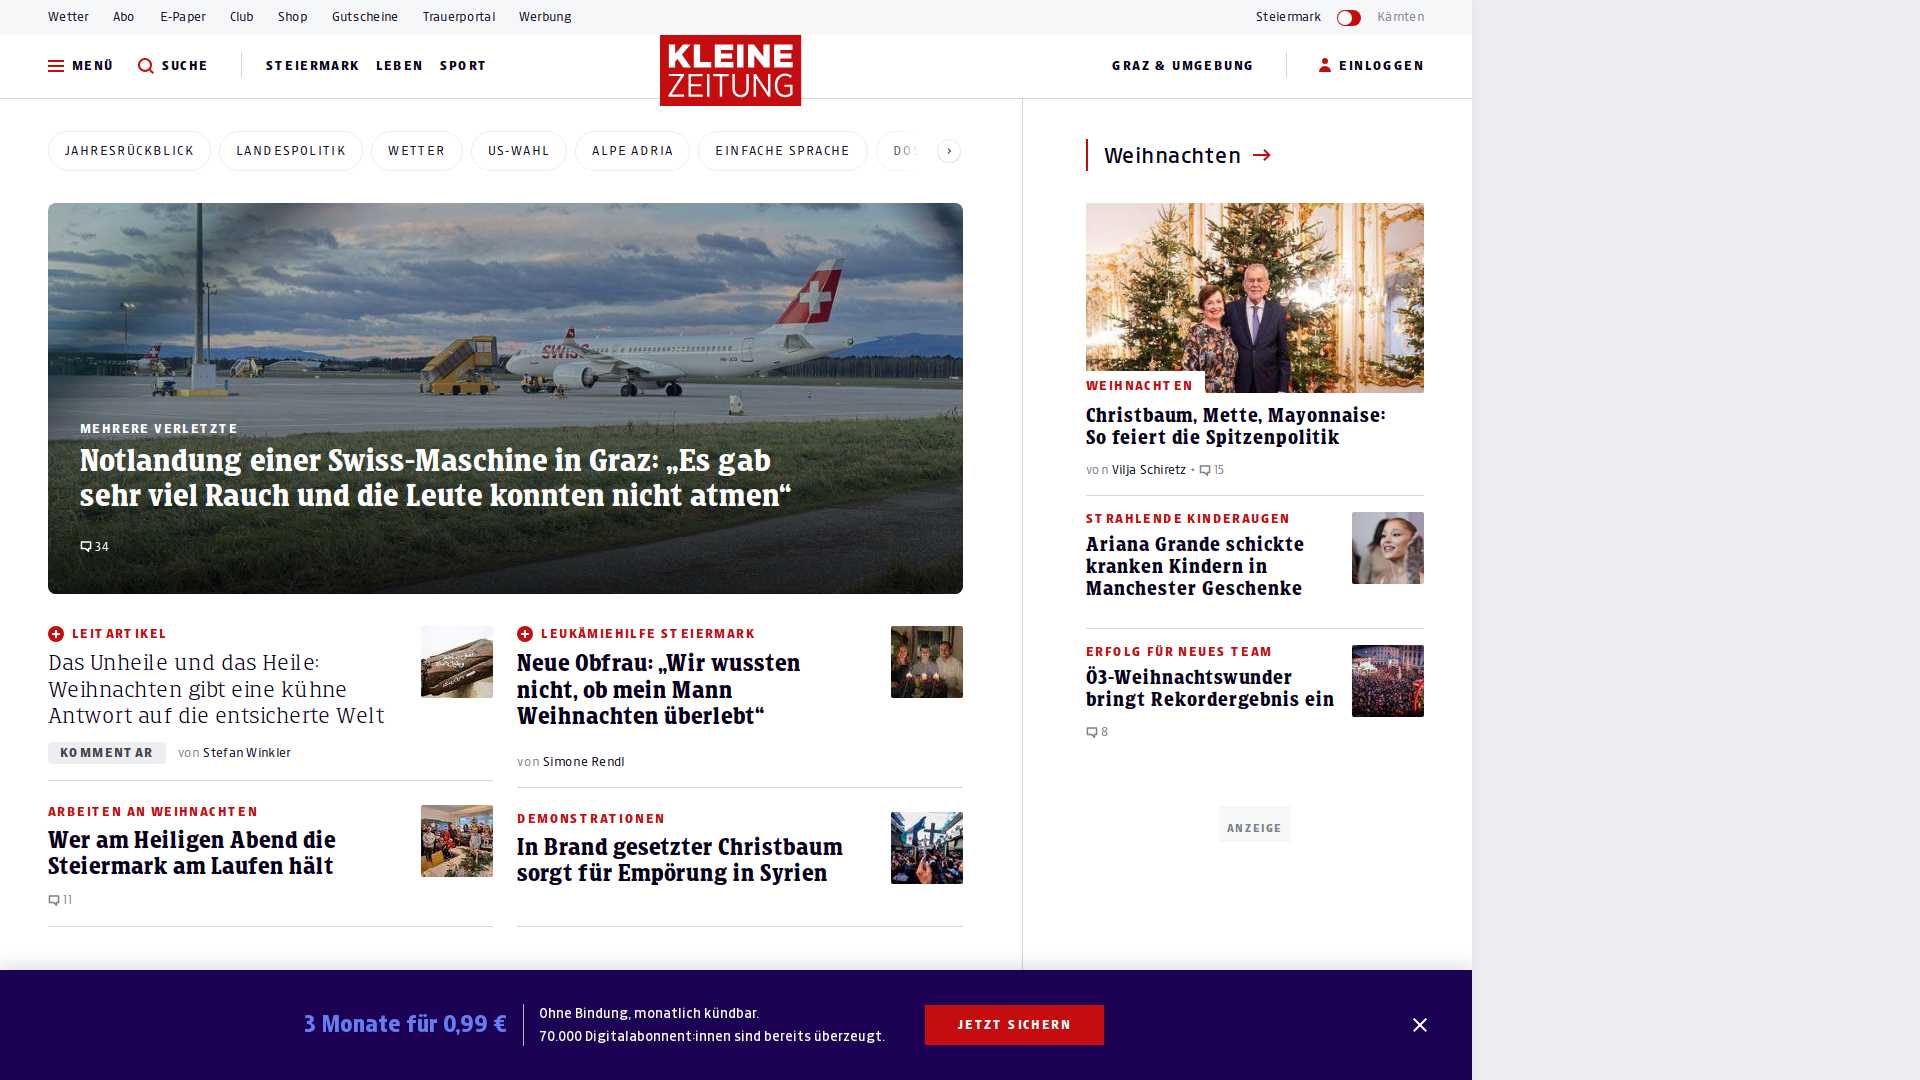 Wetter Abo E-Paper Club Shop Gutscheine Trauerportal Werbung Steiermark Kärnten
MENÜ SUCHE STEIERMARK LEBEN SPORT KLEINE ZEITUNG GRAZ & UMGEBUNG EINLOGGEN
JAHRESRÜCKBLICK LANDESPOLITIK WETTER US-WAHL ALPE ADRIA EINFACHE SPRACHE
MEHRERE VERLETZTE
Notlandung einer Swiss-Maschine in Graz: „Es gab
sehr viel Rauch und die Leute konnten nicht atmen“
34
SWISS
LEITARTIKEL
Das Unheile und das Heile:
Weihnachten gibt eine kühne
Antwort auf die entsicherte Welt
KOMMENTAR von Stefan Winkler
LEUKÄMIEHILFE STEIERMARK
Neue Obfrau: „Wir wussten
nicht, ob mein Mann
Weihnachten überlebt“
von Simone Rendl
ARBEITEN AN WEIHNACHTEN
Wer am Heiligen Abend die
Steiermark am Laufen hält
11
DEMONSTRATIONEN
In Brand gesetzter Christbaum
sorgt für Empörung in Syrien
Weihnachten
WEIHNACHTEN
Christbaum, Mette, Mayonnaise:
So feiert die Spitzenpolitik
von Vilja Schiretz • 15
STRAHLENDE KINDERAUGEN
Ariana Grande schickte
kranken Kindern in
Manchester Geschenke
ERFOLG FÜR NEUES TEAM
Ö3-Weihnachtswunder
bringt Rekordergebnis ein
8
ANZEIGE
3 Monate für 0,99 €
Ohne Bindung, monatlich kündbar.
70.000 Digitalabonnent:innen sind bereits überzeugt.
JETZT SICHERN